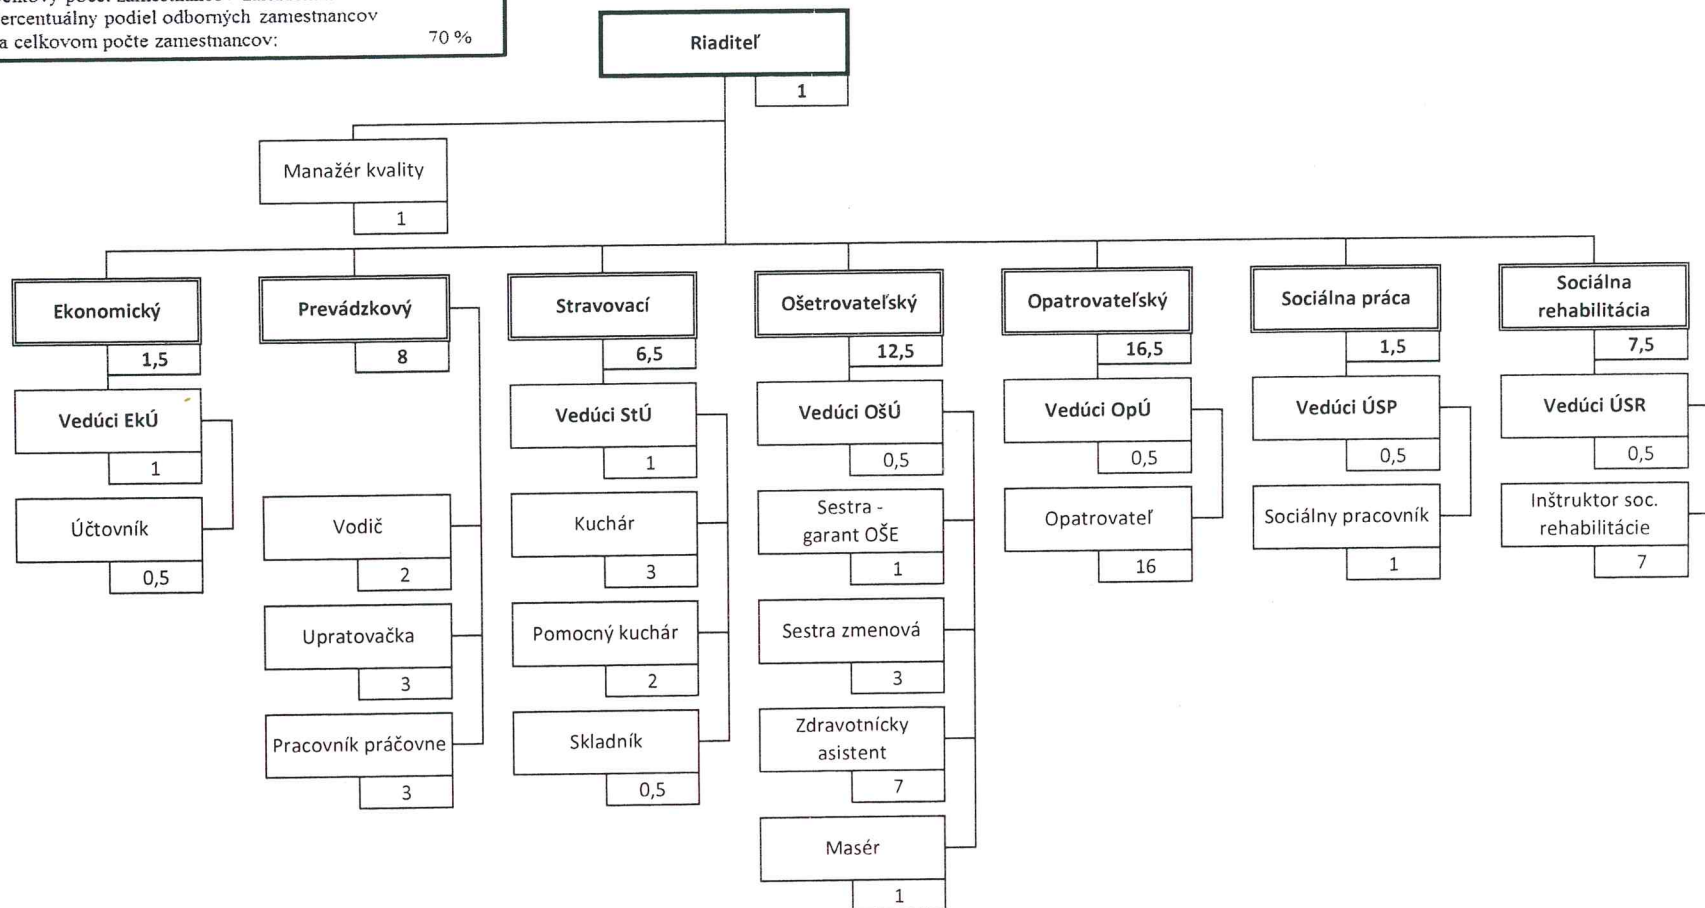 ercentuálny podiel odborných zamestnancov
a celkovom počte zamestnancov: 70 %
Riaditeľ
1
Manažér kvality
1
Ekonomický
1,5
Prevádzkový
8
Stravovací
6,5
Ošetrovateľský
12,5
Opatrovateľský
16,5
Sociálna práca
1,5
Sociálna
rehabilitácia
7,5
Vedúci EkÚ
1
Vedúci StÚ
1
Vedúci OšÚ
0,5
Vedúci OpÚ
0,5
Vedúci ÚSP
0,5
Vedúci ÚSR
0,5
Účtovník
0,5
Vodič
2
Kuchár
3
Sestra -
garant OŠE
1
Opatrovateľ
16
Sociálny pracovník
1
Inštruktor soc.
rehabilitácie
7
Upratovačka
3
Pomocný kuchár
2
Sestra zmenová
3
Pracovník práčovne
3
Skladník
0,5
Zdravotnícky
asistent
7
Masér
1